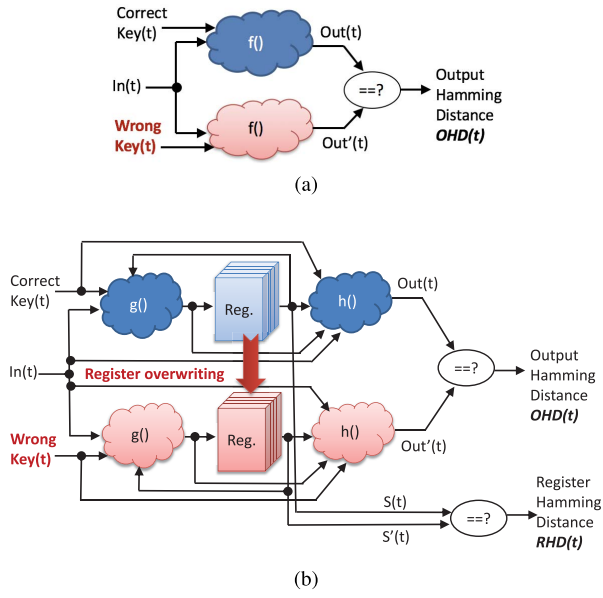 Correct
Key(t)
f()
Out(t)
In(t)
==?
Output
Hamming
Distance
OHD(t)
Wrong
Key(t)
f()
Out'(t)
(a)
Correct
Key(t)
g()
Reg.
h()
Out(t)
In(t)
Register overwriting
==?
Output
Hamming
Distance
OHD(t)
Wrong
Key(t)
g()
Reg.
h()
Out'(t)
S(t)
S'(t)
==?
Register
Hamming
Distance
RHD(t)
(b)